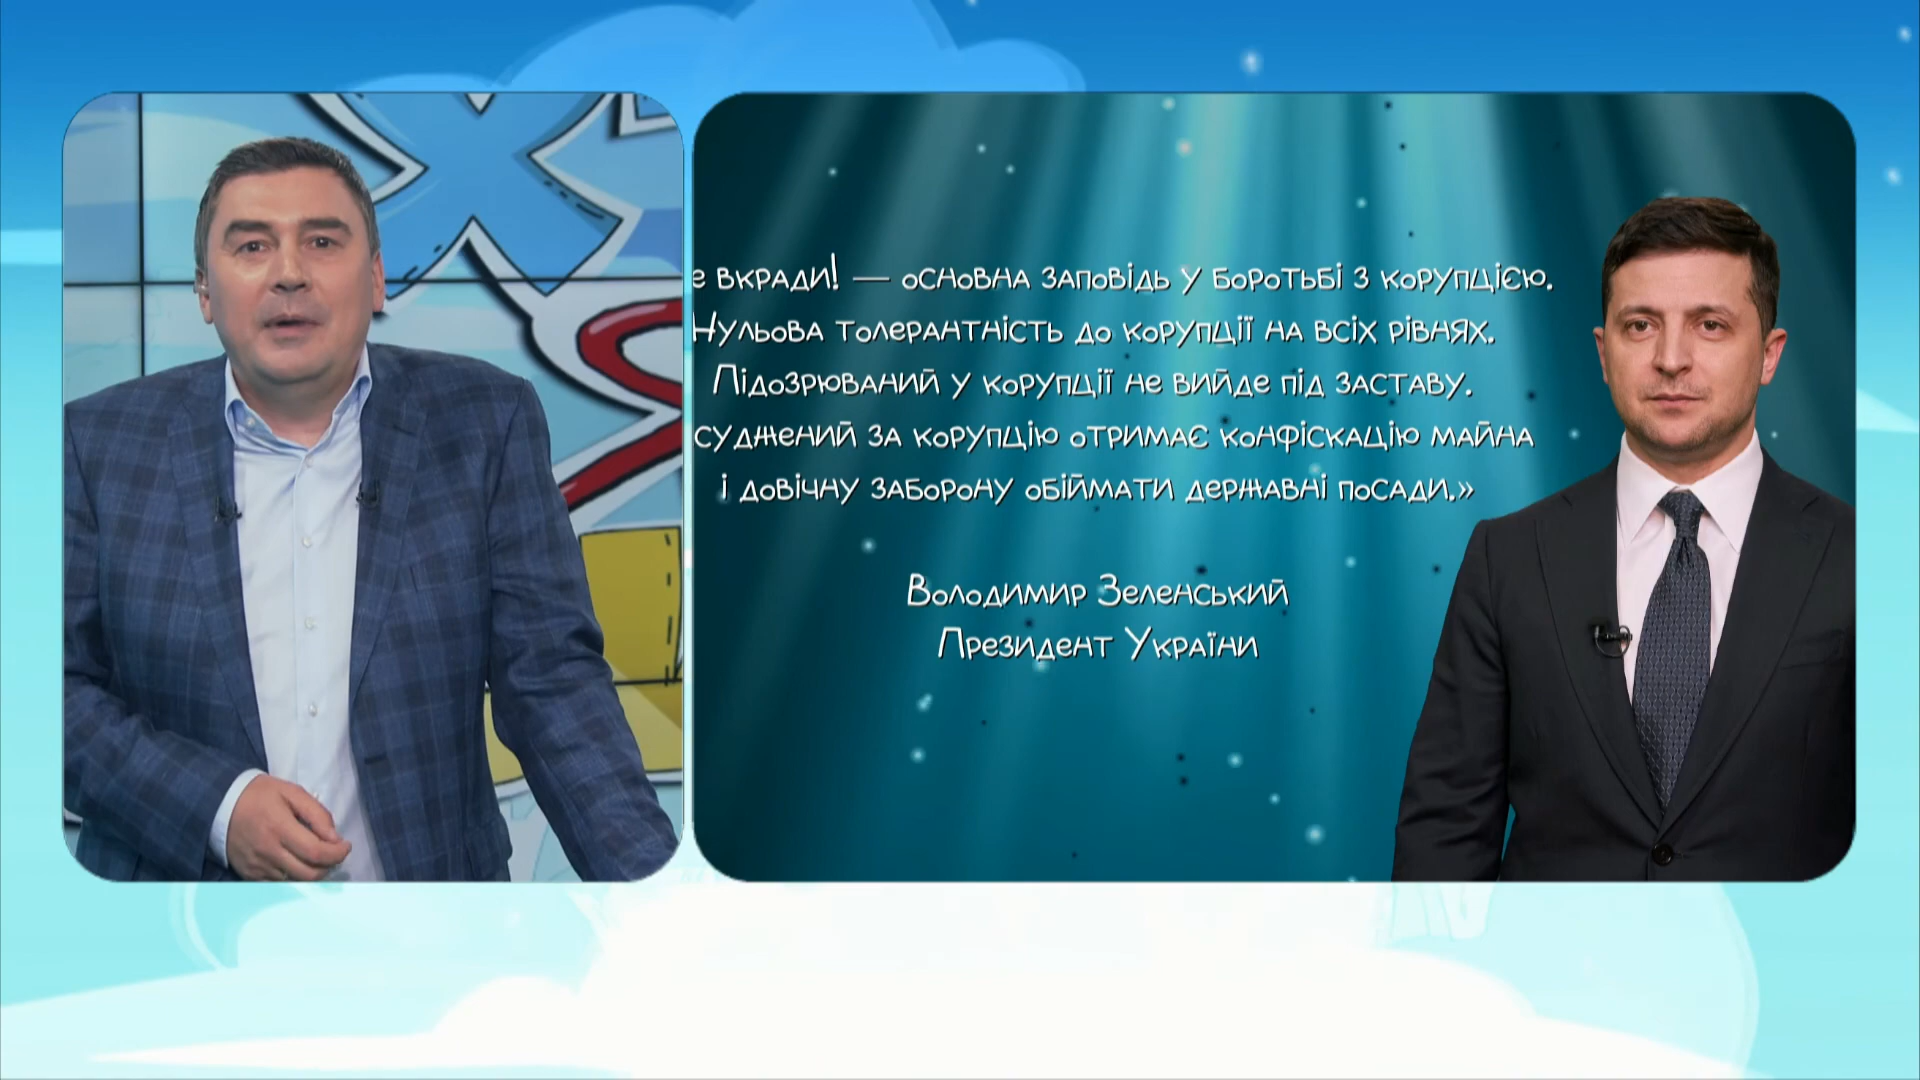 вкради! — основна заповідь у боротьбі з корупцією.
Нульова толерантність до корупції на всіх рівнях.
Підозрюваний у корупції не вийде під заставу.
суджений за корупцію отримає конфіскацію майна
і довічну заборону обіймати державні посади.»
Володимир Зеленський
Президент України